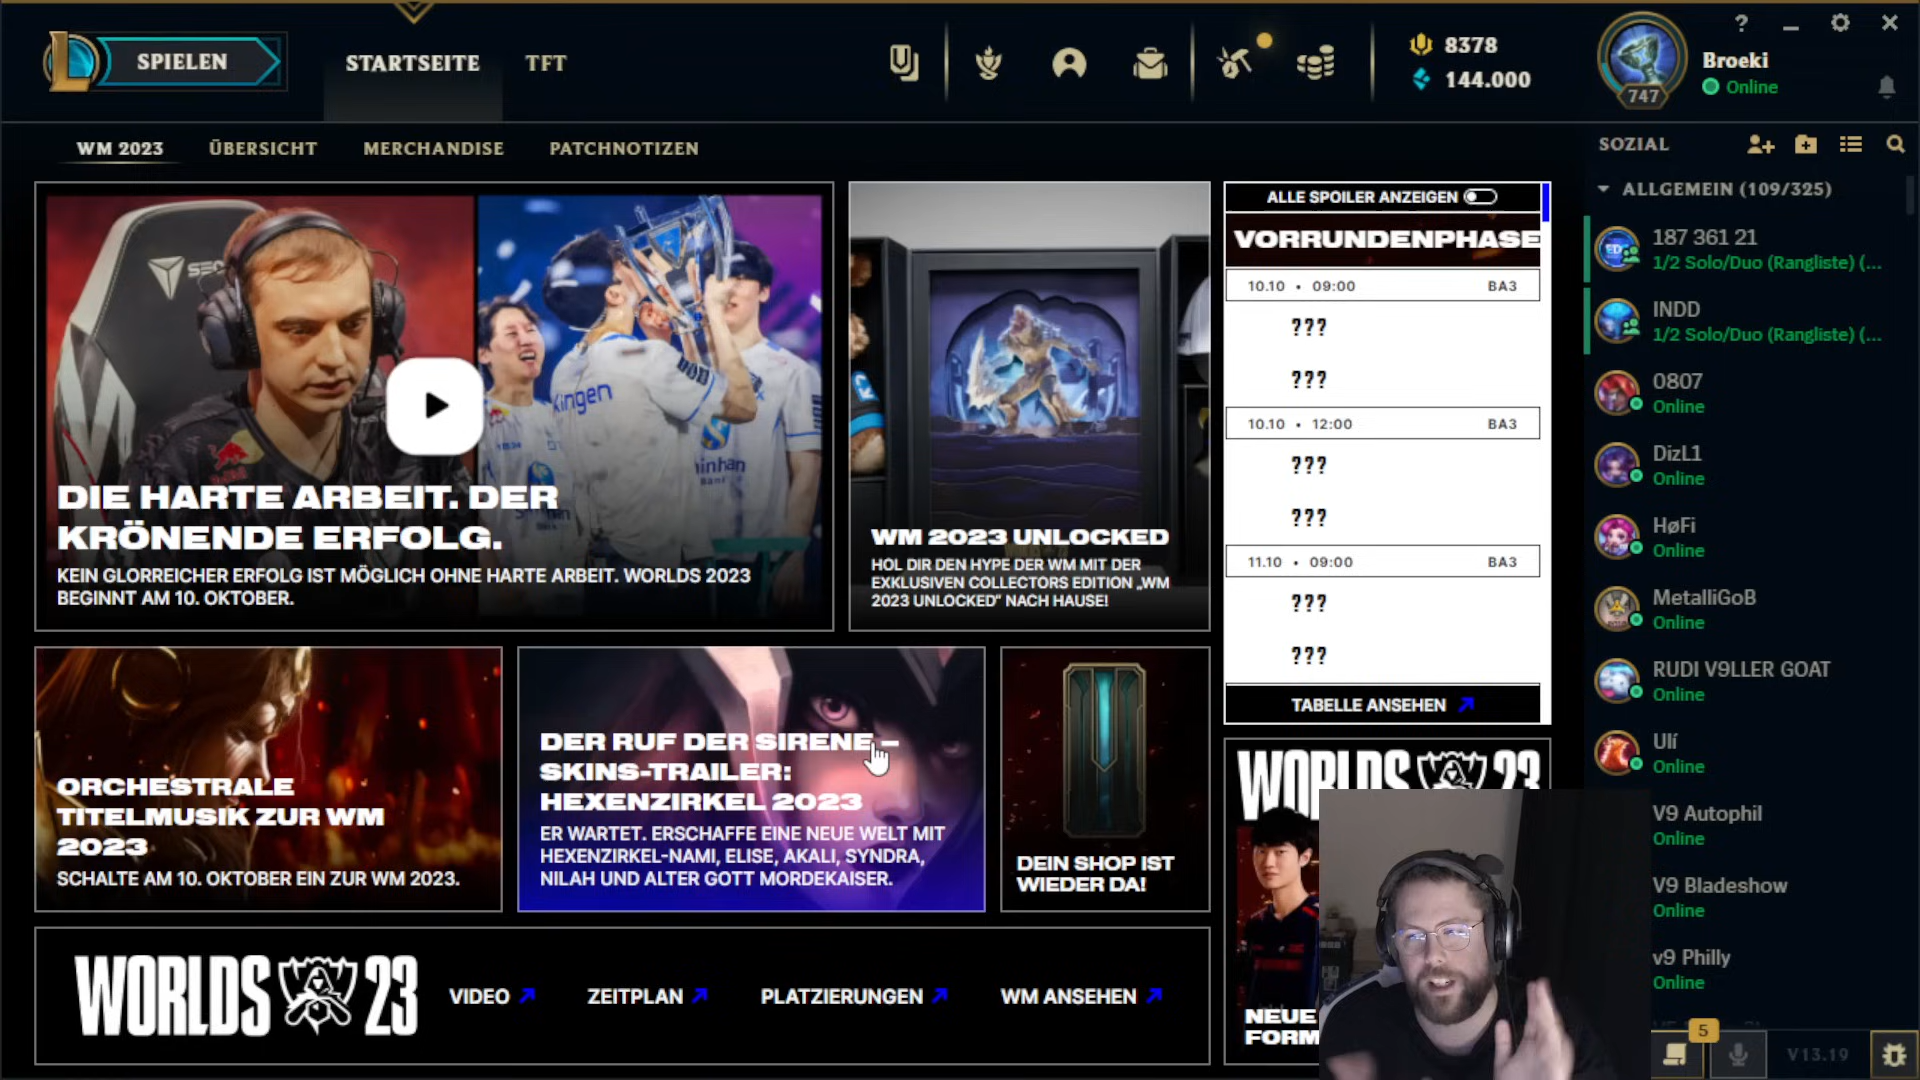 SPIELEN
STARTSEITE
TFT
8378
144.000
747
?
Broeki
Online
WM 2023
ÜBERSICHT
MERCHANDISE
PATCHNOTIZEN
SOZIAL
ALLGEMEIN (109/325)
187 361 21
1/2 Solo/Duo (Rangliste) (...
INDD
1/2 Solo/Duo (Rangliste) (...
0807
Online
DizL1
Online
HøFi
Online
MetalliGoB
Online
RUDI V9LLER GOAT
Online
Ulí
Online
V9 Autophil
Online
V9 Bladeshow
Online
v9 Philly
Online
5
V13.19
SEC
Kingen
DIE HARTE ARBEIT. DER
KRÖNENDE ERFOLG.
KEIN GLORREICHER ERFOLG IST MÖGLICH OHNE HARTE ARBEIT. WORLDS 2023
BEGINNT AM 10. OKTOBER.
WM 2023 UNLOCKED
HOL DIR DEN HYPE DER WM MIT DER
EXKLUSIVEN COLLECTORS EDITION „WM
2023 UNLOCKED“ NACH HAUSE!
ALLE SPOILER ANZEIGEN
VORRUNDENPHASE
10.10 • 09:00 BA3
???
???
10.10 • 12:00 BA3
???
???
11.10 • 09:00 BA3
???
???
TABELLE ANSEHEN
ORCHESTRALE
TITELMUSIK ZUR WM
2023
SCHALTE AM 10. OKTOBER EIN ZUR WM 2023.
DER RUF DER SIRENE –
SKINS-TRAILER:
HEXENZIRKEL 2023
ER WARTET. ERSCHAFFE EINE NEUE WELT MIT
HEXENZIRKEL-NAMI, ELISE, AKALI, SYNDRA,
NILAH UND ALTER GOTT MORDEKAISER.
DEIN SHOP IST
WIEDER DA!
WORLDS 23
NEUE
FORM
WORLDS 23
VIDEO
ZEITPLAN
PLATZIERUNGEN
WM ANSEHEN